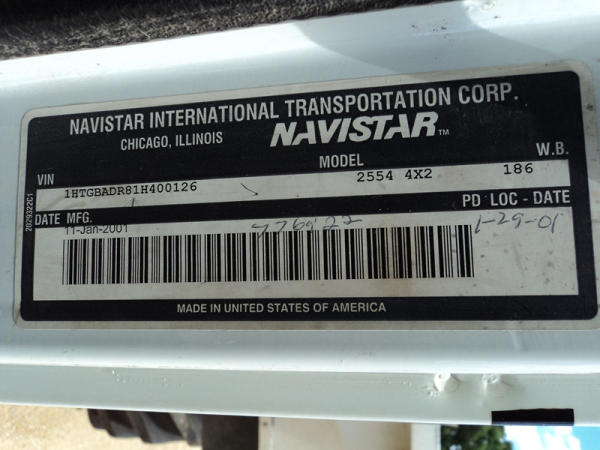 NAVISTAR INTERNATIONAL TRANSPORTATION CORP.
CHICAGO, ILLINOIS NAVISTAR™
VIN MODEL W.B.
1HTGBADR81H400126 2554 4X2 186
PD LOC - DATE
DATE MFG.
11-Jan-2001 1-29-01
MADE IN UNITED STATES OF AMERICA
2029322C1